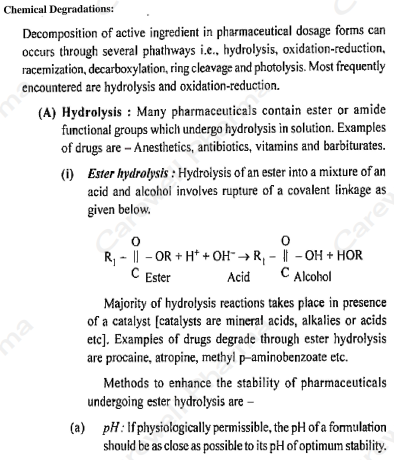 Chemical Degradations:
Decomposition of active ingredient in pharmaceutical dosage forms can
occurs through several phathways i.e., hydrolysis, oxidation-reduction,
racemization, decarboxylation, ring cleavage and photolysis. Most frequently
encountered are hydrolysis and oxidation-reduction.
(A) Hydrolysis : Many pharmaceuticals contain ester or amide
functional groups which undergo hydrolysis in solution. Examples
of drugs are – Anesthetics, antibiotics, vitamins and barbiturates.
(i) Ester hydrolysis : Hydrolysis of an ester into a mixture of an
acid and alcohol involves rupture of a covalent linkage as
given below.
O O
R₁ – || – OR + H⁺ + OH⁻ → R₁ – || – OH + HOR
C Ester Acid C Alcohol
Majority of hydrolysis reactions takes place in presence
of a catalyst [catalysts are mineral acids, alkalies or acids
etc]. Examples of drugs degrade through ester hydrolysis
are procaine, atropine, methyl p–aminobenzoate etc.
Methods to enhance the stability of pharmaceuticals
undergoing ester hydrolysis are –
(a) pH : If physiologically permissible, the pH of a formulation
should be as close as possible to its pH of optimum stability.